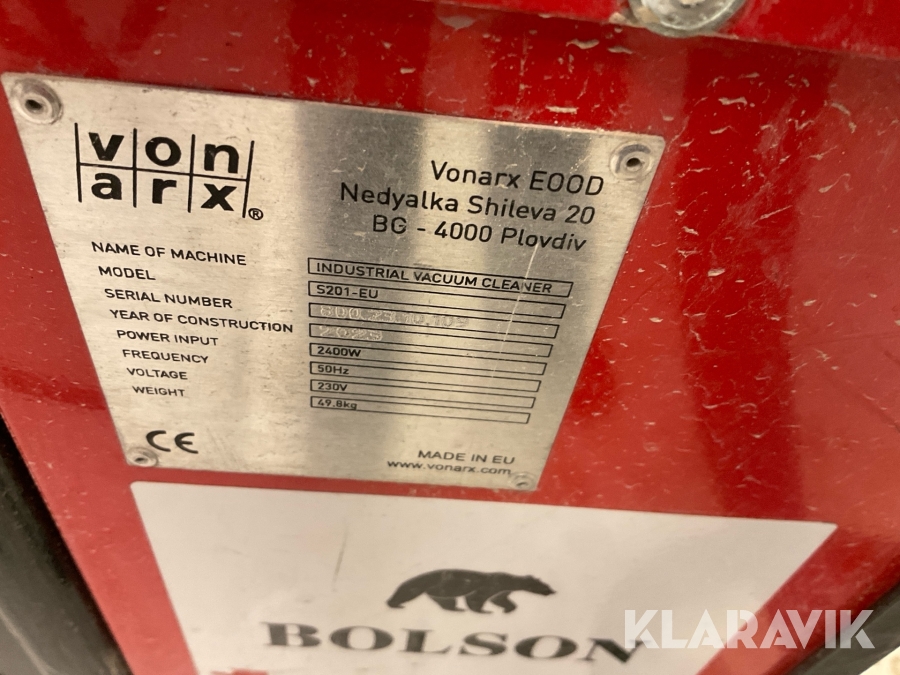 von
arx®
Vonarx EOOD
Nedyalka Shileva 20
BG - 4000 Plovdiv
NAME OF MACHINE INDUSTRIAL VACUUM CLEANER
MODEL S201-EU
SERIAL NUMBER
YEAR OF CONSTRUCTION
POWER INPUT 2400W
FREQUENCY 50Hz
VOLTAGE 230V
WEIGHT 49.8kg
CE
MADE IN EU
www.vonarx.com
BOLSON
KLARAVIK